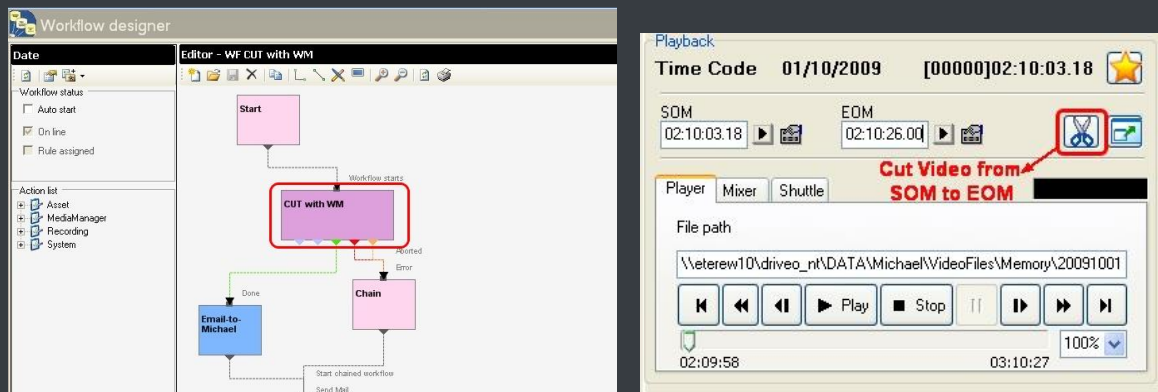 Workflow designer
Date
Editor - WF CUT with WM
Workflow status
Auto start
On line
Rule assigned
Action list
Asset
MediaManager
Recording
System
Start
Workflow starts
CUT with WM
Aborted
Error
Done
Chain
Email-to-
Michael
Start chained workflow
Send Mail
Playback
Time Code 01/10/2009 [00000]02:10:03.18
SOM EOM
02:10:03.18 02:10:26.00
Cut Video from
SOM to EOM
Player Mixer Shuttle
File path
\\eterew10\driveo_nt\DATA\Michael\VideoFiles\Memory\20091001
Play Stop
100%
02:09:58 03:10:27